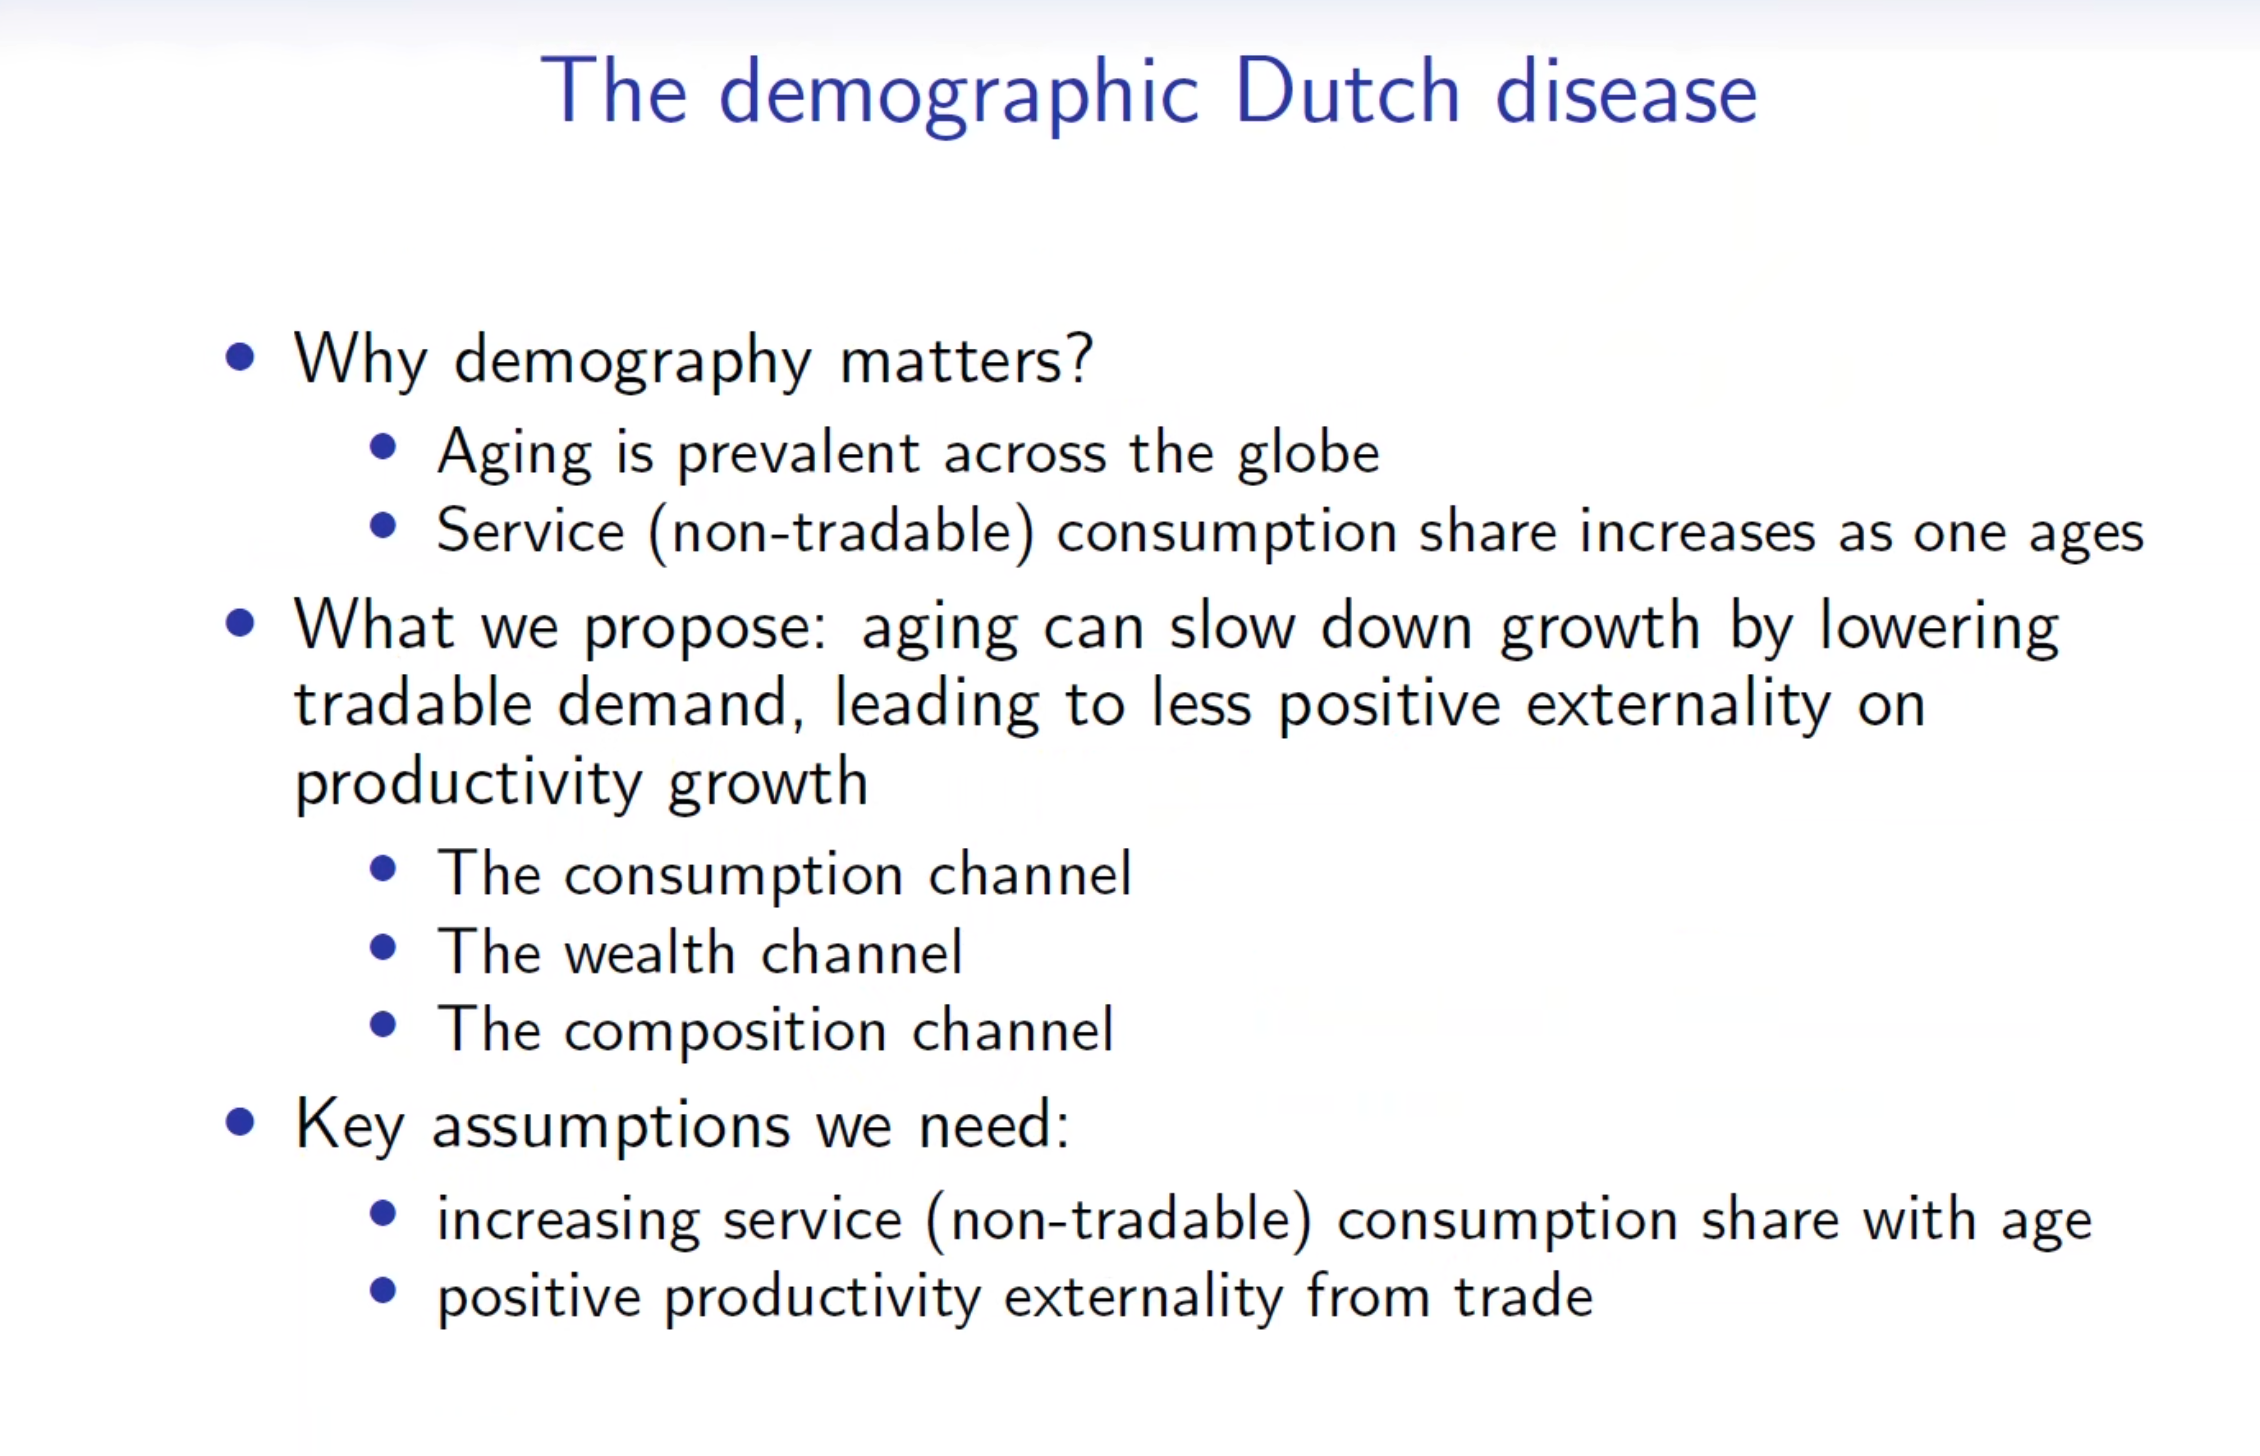 The demographic Dutch disease
• Why demography matters?
• Aging is prevalent across the globe
• Service (non-tradable) consumption share increases as one ages
• What we propose: aging can slow down growth by lowering
tradable demand, leading to less positive externality on
productivity growth
• The consumption channel
• The wealth channel
• The composition channel
• Key assumptions we need:
• increasing service (non-tradable) consumption share with age
• positive productivity externality from trade